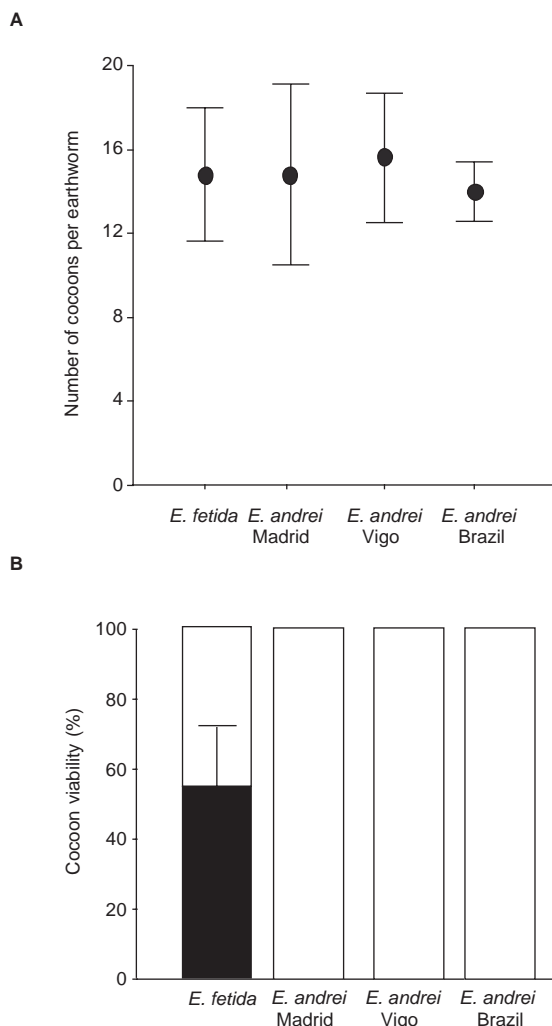 A
Number of cocoons per earthworm
20
16
12
8
4
0
E. fetida E. andrei E. andrei E. andrei
Madrid Vigo Brazil
B
Cocoon viability (%)
100
80
60
40
20
0
E. fetida E. andrei E. andrei E. andrei
Madrid Vigo Brazil